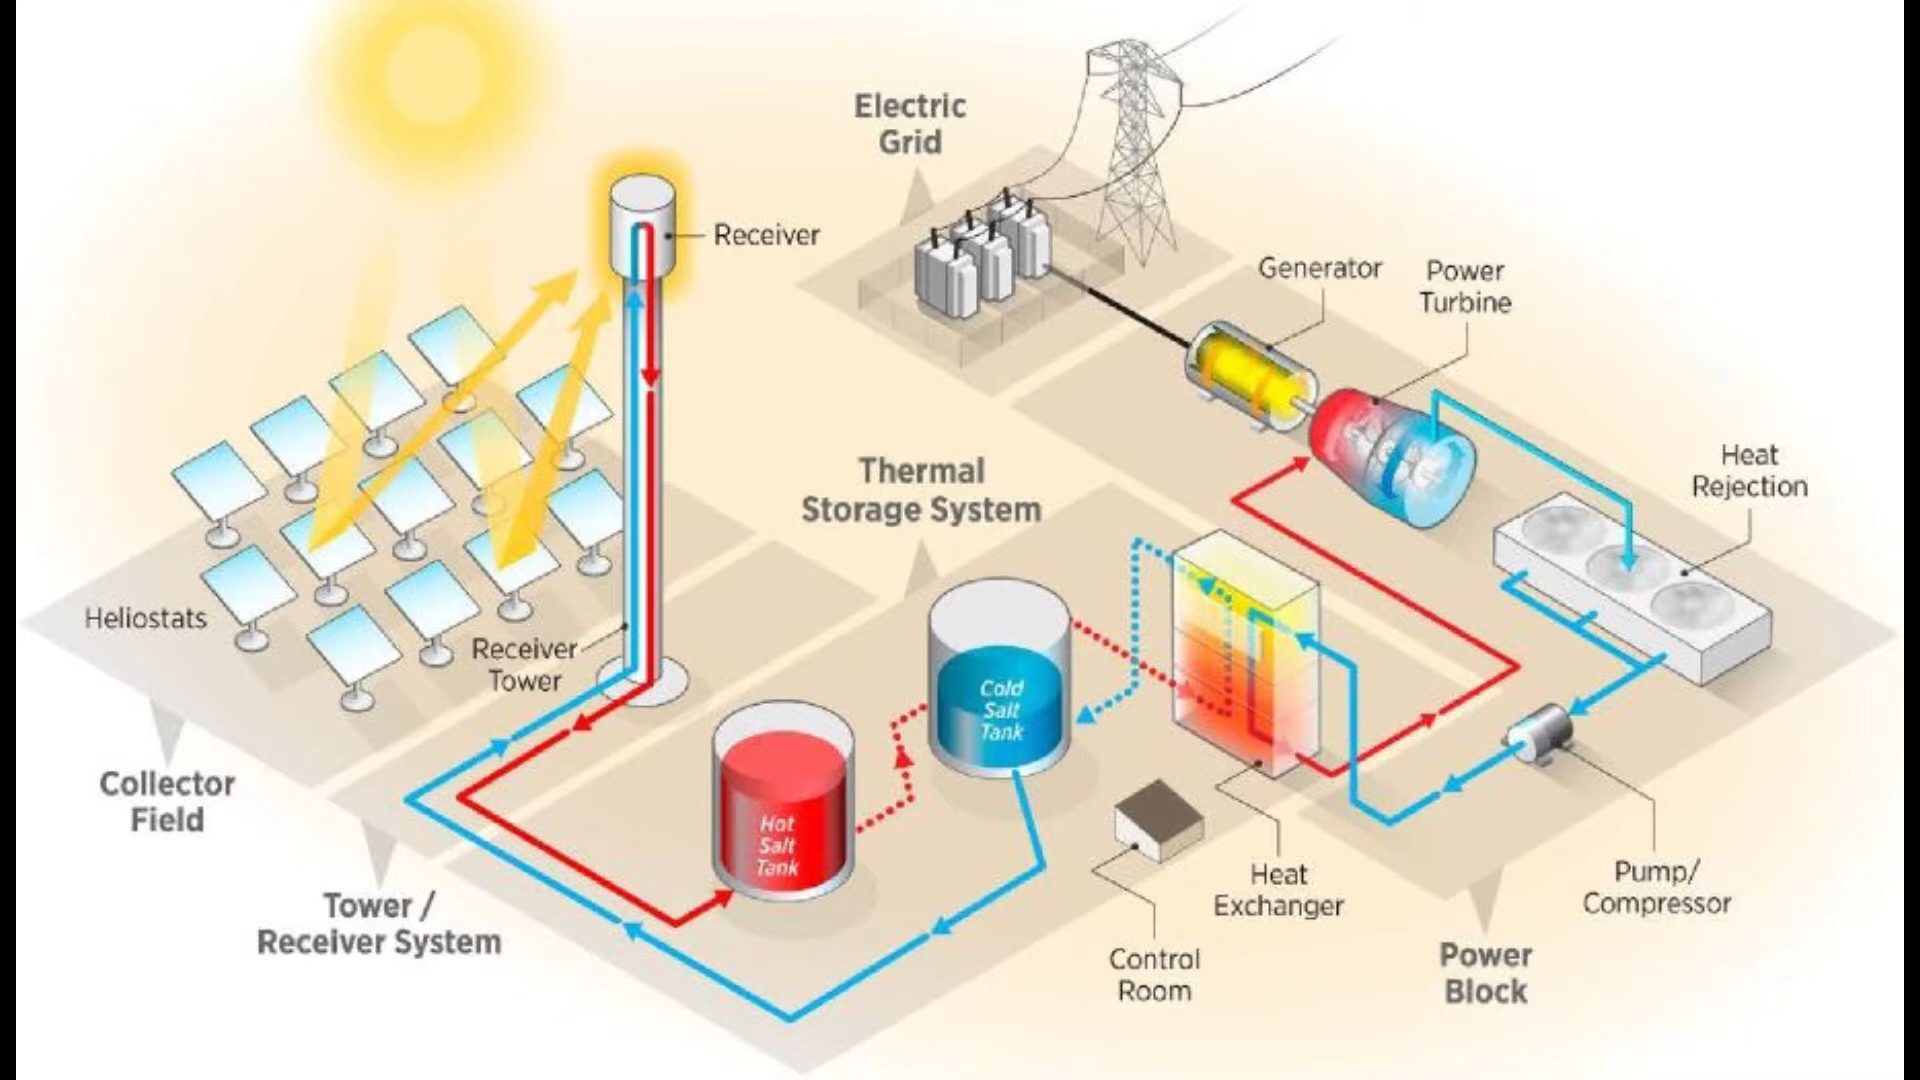 Electric
Grid
Receiver
Generator
Power
Turbine
Heat
Rejection
Thermal
Storage System
Heliostats
Receiver
Tower
Cold
Salt
Tank
Hot
Salt
Tank
Collector
Field
Tower /
Receiver System
Heat
Exchanger
Pump/
Compressor
Control
Room
Power
Block